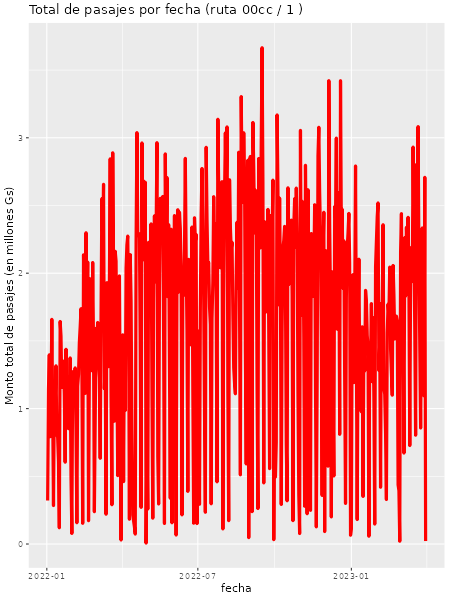 Total de pasajes por fecha (ruta 00cc / 1 )
Monto total de pasajes (en millones Gs)
3
2
1
0
2022-01 2022-07 2023-01
fecha